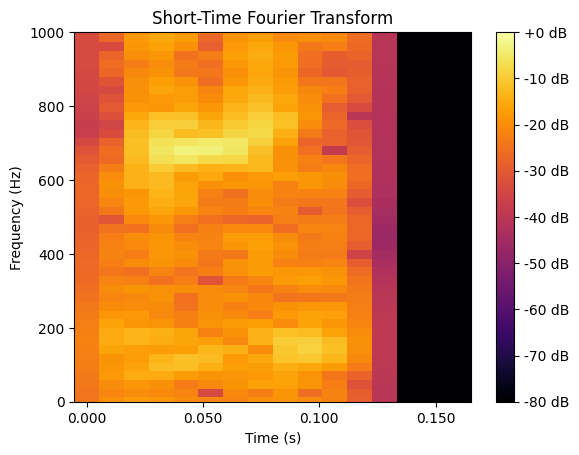 Short-Time Fourier Transform
1000
800
600
400
200
0
Frequency (Hz)
0.000
0.050
0.100
0.150
Time (s)
+0 dB
-10 dB
-20 dB
-30 dB
-40 dB
-50 dB
-60 dB
-70 dB
-80 dB